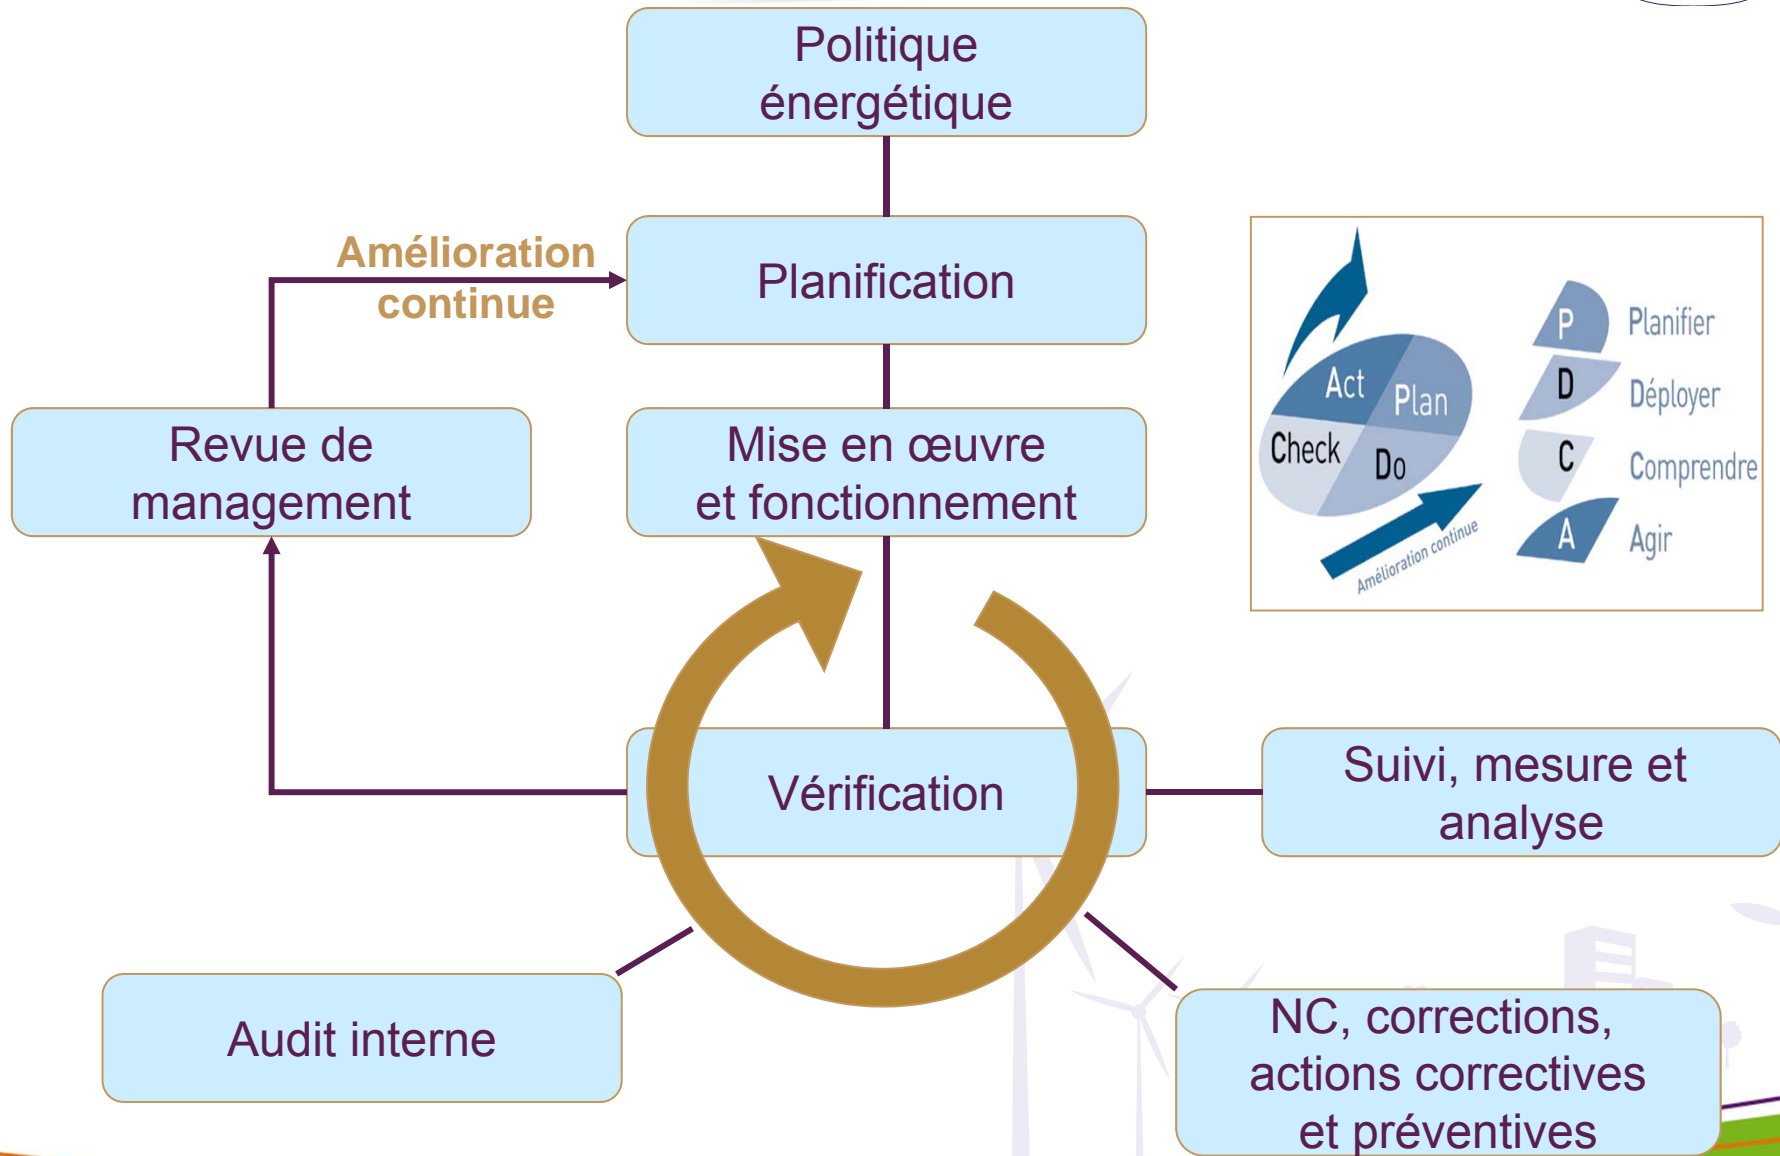 Politique
énergétique
Amélioration
continue
Planification
Revue de
management
Mise en œuvre
et fonctionnement
Vérification
Suivi, mesure et
analyse
Audit interne
NC, corrections,
actions correctives
et préventives
Act
Plan
Check
Do
Amélioration continue
P Planifier
D Déployer
C Comprendre
A Agir